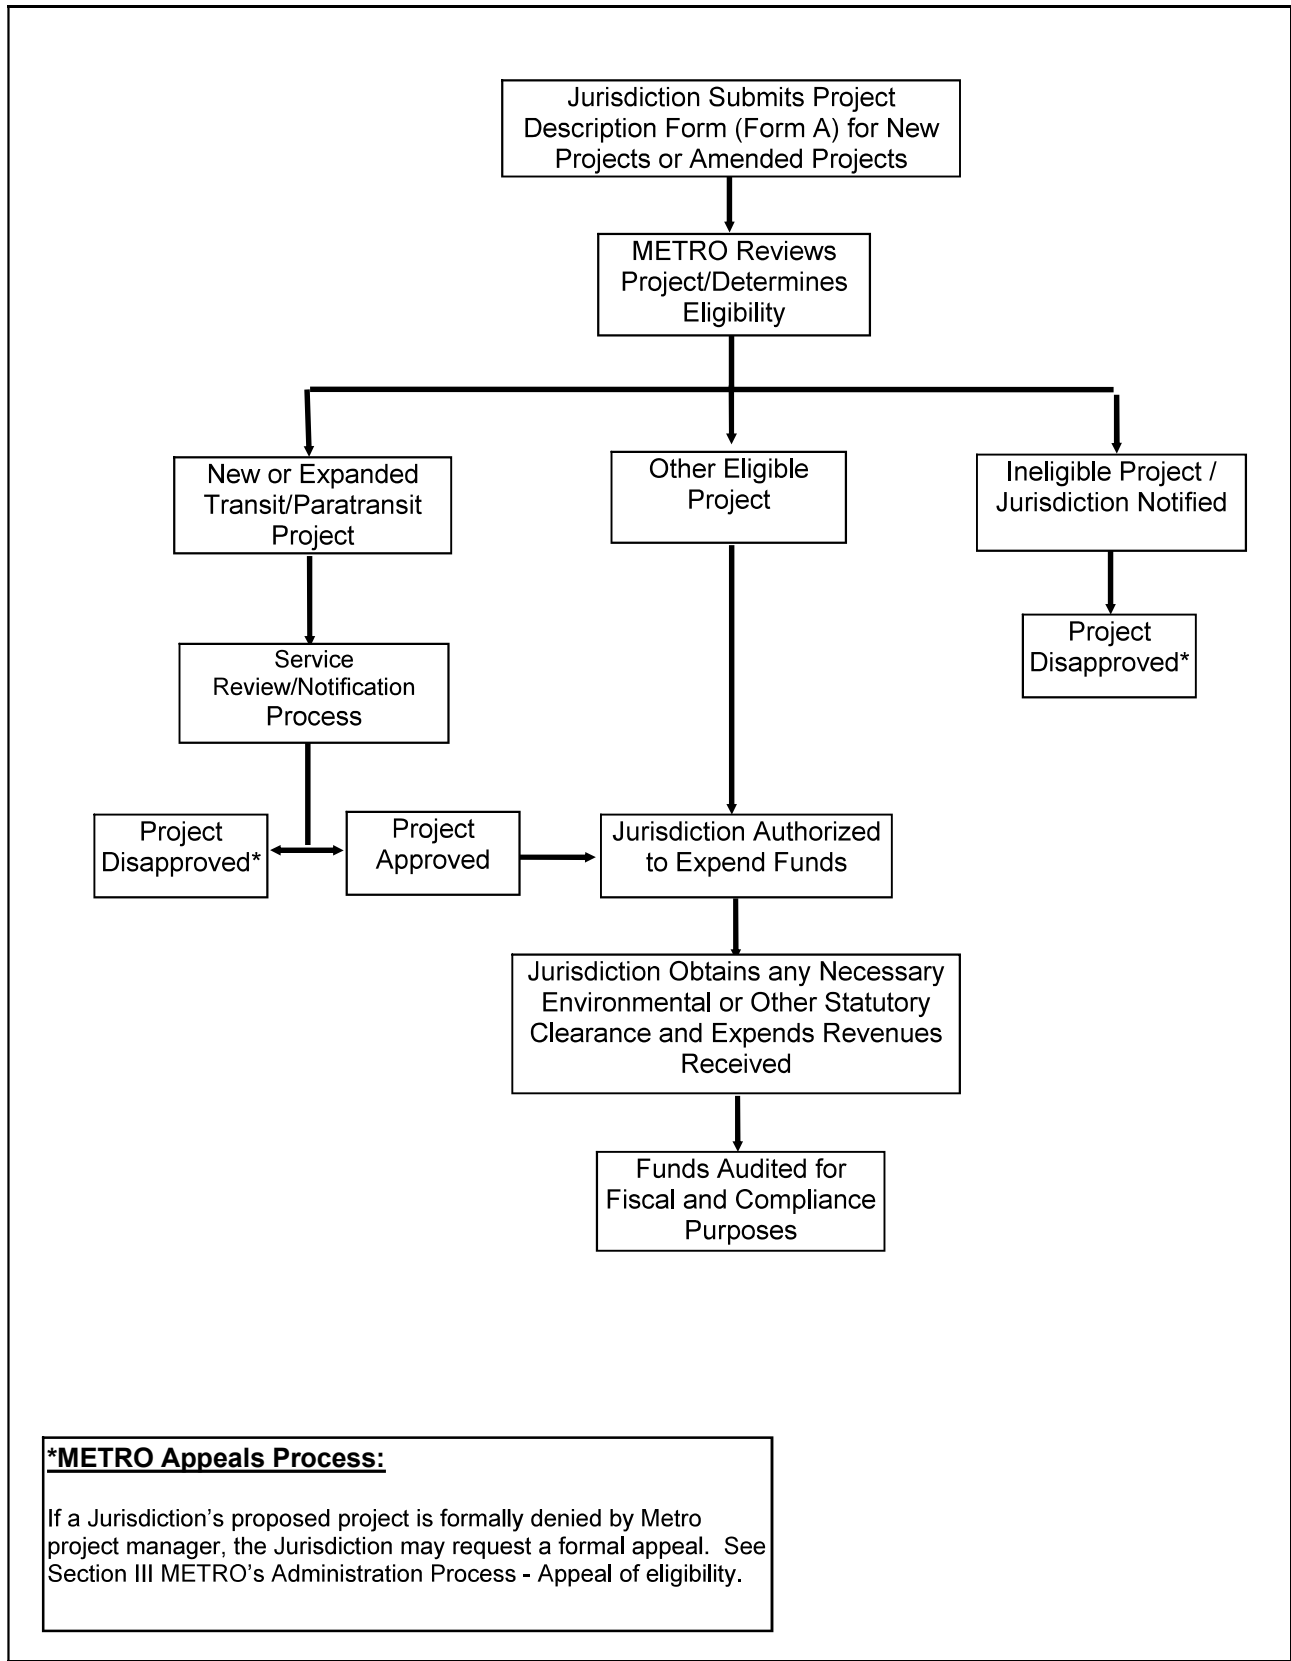 Jurisdiction Submits Project
Description Form (Form A) for New
Projects or Amended Projects
METRO Reviews
Project/Determines
Eligibility
New or Expanded
Transit/Paratransit
Project
Other Eligible
Project
Ineligible Project /
Jurisdiction Notified
Project
Disapproved*
Service
Review/Notification
Process
Project
Disapproved*
Project
Approved
Jurisdiction Authorized
to Expend Funds
Jurisdiction Obtains any Necessary
Environmental or Other Statutory
Clearance and Expends Revenues
Received
Funds Audited for
Fiscal and Compliance
Purposes
*METRO Appeals Process:
If a Jurisdiction’s proposed project is formally denied by Metro
project manager, the Jurisdiction may request a formal appeal.  See
Section III METRO’s Administration Process - Appeal of eligibility.